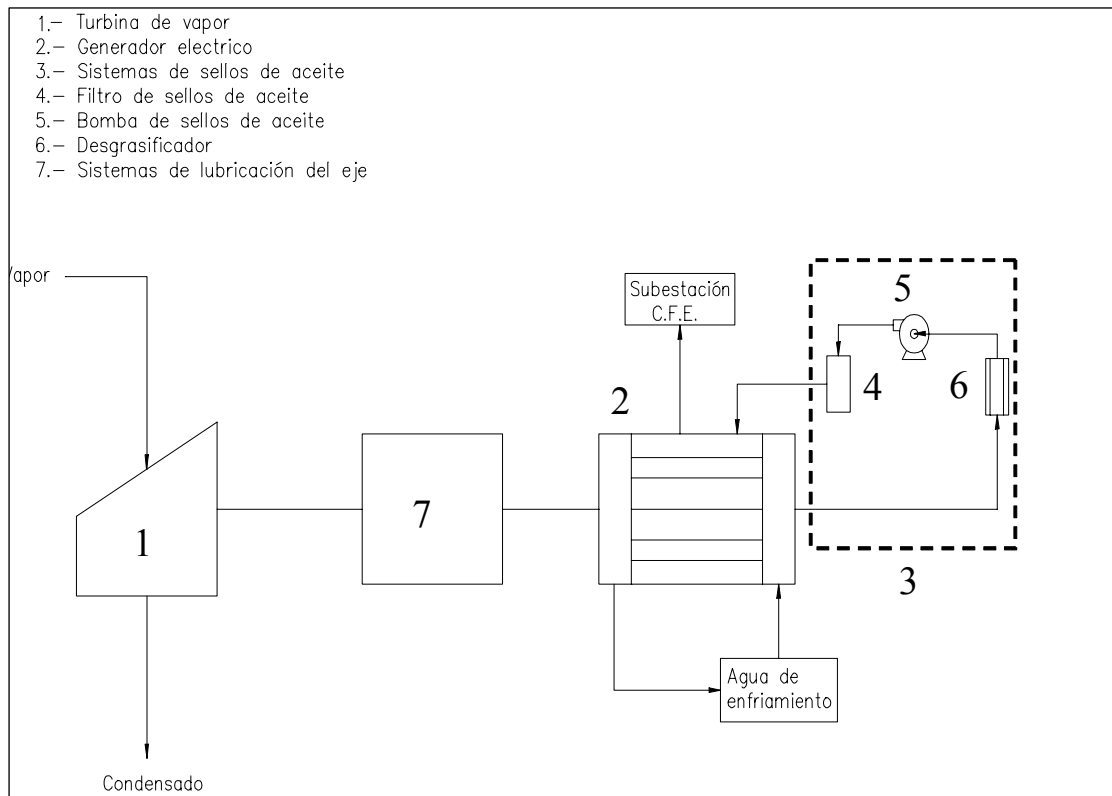 1.- Turbina de vapor
2.- Generador electrico
3.- Sistemas de sellos de aceite
4.- Filtro de sellos de aceite
5.- Bomba de sellos de aceite
6.- Desgrasificador
7.- Sistemas de lubricación del eje
Vapor
Subestación
C.F.E.
5
4
6
2
1
7
3
Agua de
enfriamiento
Condensado